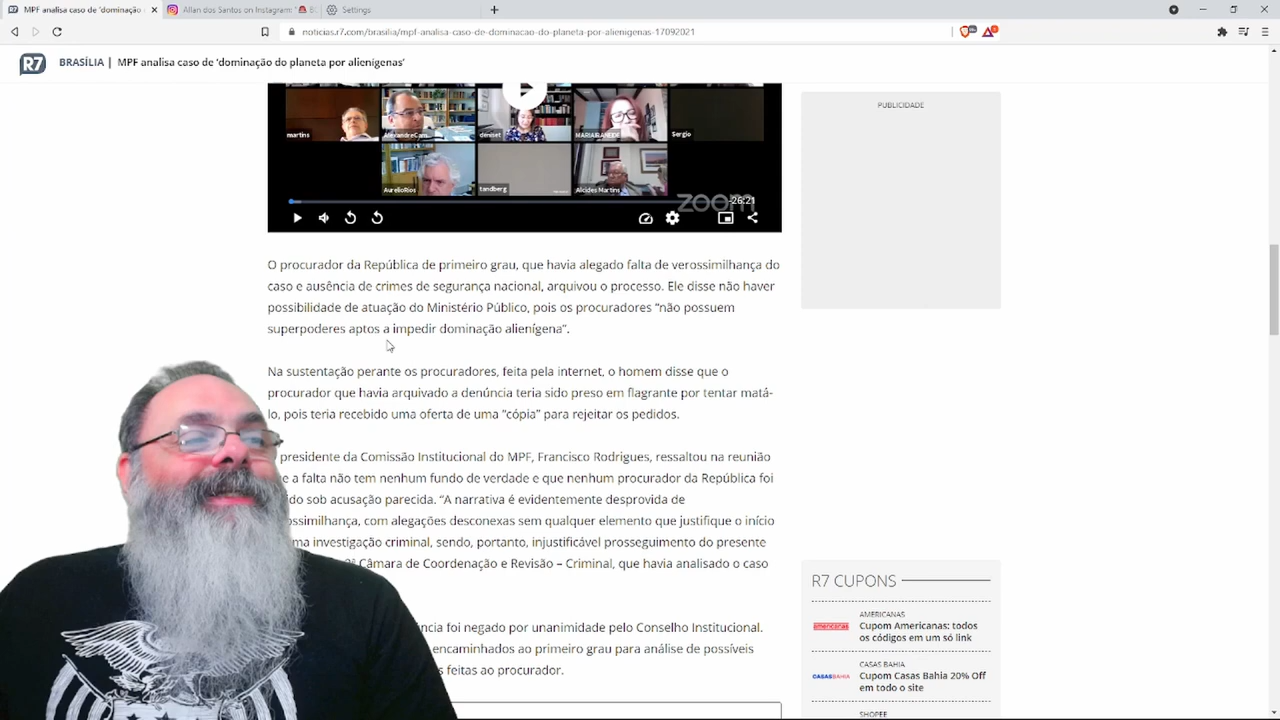 MPF analisa caso de 'dominação
Allan dos Santos on Instagram: "
Settings
noticias.r7.com/brasilia/mpf-analisa-caso-de-dominacao-do-planeta-por-alienigenas-17092021
R7
BRASÍLIA | MPF analisa caso de 'dominação do planeta por alienígenas'
PUBLICIDADE
martins
AlexandreCam
deniset
Sergio
AurelioRios
tandberg
Alcides Martins
zoom
-26:21
O procurador da República de primeiro grau, que havia alegado falta de verossimilhança do
caso e ausência de crimes de segurança nacional, arquivou o processo. Ele disse não haver
possibilidade de atuação do Ministério Público, pois os procuradores "não possuem
superpoderes aptos a impedir dominação alienígena".
Na sustentação perante os procuradores, feita pela internet, o homem disse que o
procurador que havia arquivado a denúncia teria sido preso em flagrante por tentar matá-
lo, pois teria recebido uma oferta de uma "cópia" para rejeitar os pedidos.
presidente da Comissão Institucional do MPF, Francisco Rodrigues, ressaltou na reunião
e a falta não tem nenhum fundo de verdade e que nenhum procurador da República foi
ido sob acusação parecida. "A narrativa é evidentemente desprovida de
ossimilhança, com alegações desconexas sem qualquer elemento que justifique o início
ma investigação criminal, sendo, portanto, injustificável prosseguimento do presente
Câmara de Coordenação e Revisão – Criminal, que havia analisado o caso
ncia foi negado por unanimidade pelo Conselho Institucional.
encaminhados ao primeiro grau para análise de possíveis
s feitas ao procurador.
R7 CUPONS
AMERICANAS
americanas
Cupom Americanas: todos
os códigos em um só link
CASAS BAHIA
CASASBAHIA
Cupom Casas Bahia 20% Off
em todo o site
SHOPEE